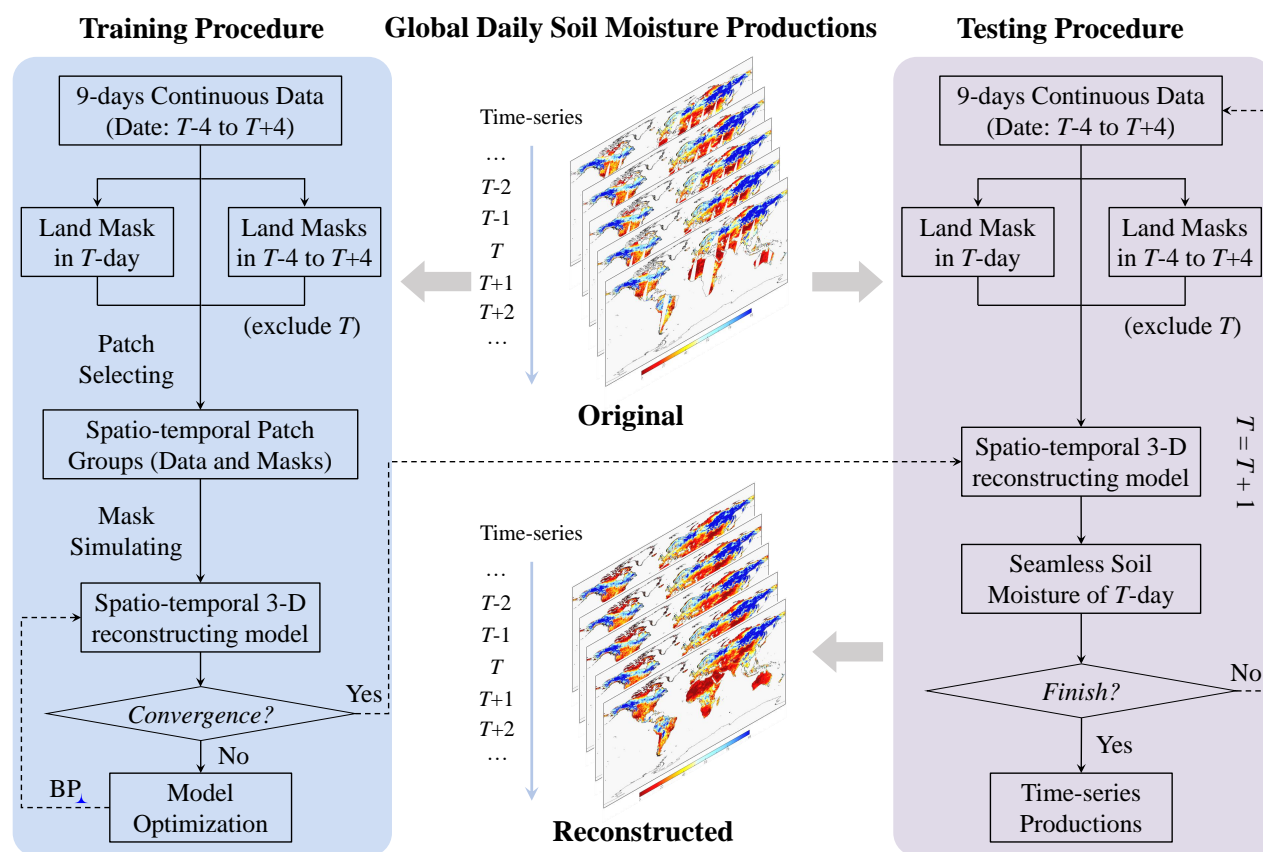 Training Procedure
Global Daily Soil Moisture Productions
Testing Procedure
9-days Continuous Data
(Date: T-4 to T+4)
Land Mask
in T-day
Land Masks
in T-4 to T+4
(exclude T)
Patch
Selecting
Spatio-temporal Patch
Groups (Data and Masks)
Mask
Simulating
Spatio-temporal 3-D
reconstructing model
Convergence?
Yes
No
BP
Model
Optimization
Time-series
…
T-2
T-1
T
T+1
T+2
…
Original
Time-series
…
T-2
T-1
T
T+1
T+2
…
Reconstructed
9-days Continuous Data
(Date: T-4 to T+4)
Land Mask
in T-day
Land Masks
in T-4 to T+4
(exclude T)
T = T + 1
Spatio-temporal 3-D
reconstructing model
Seamless Soil
Moisture of T-day
Finish?
No
Yes
Time-series
Productions